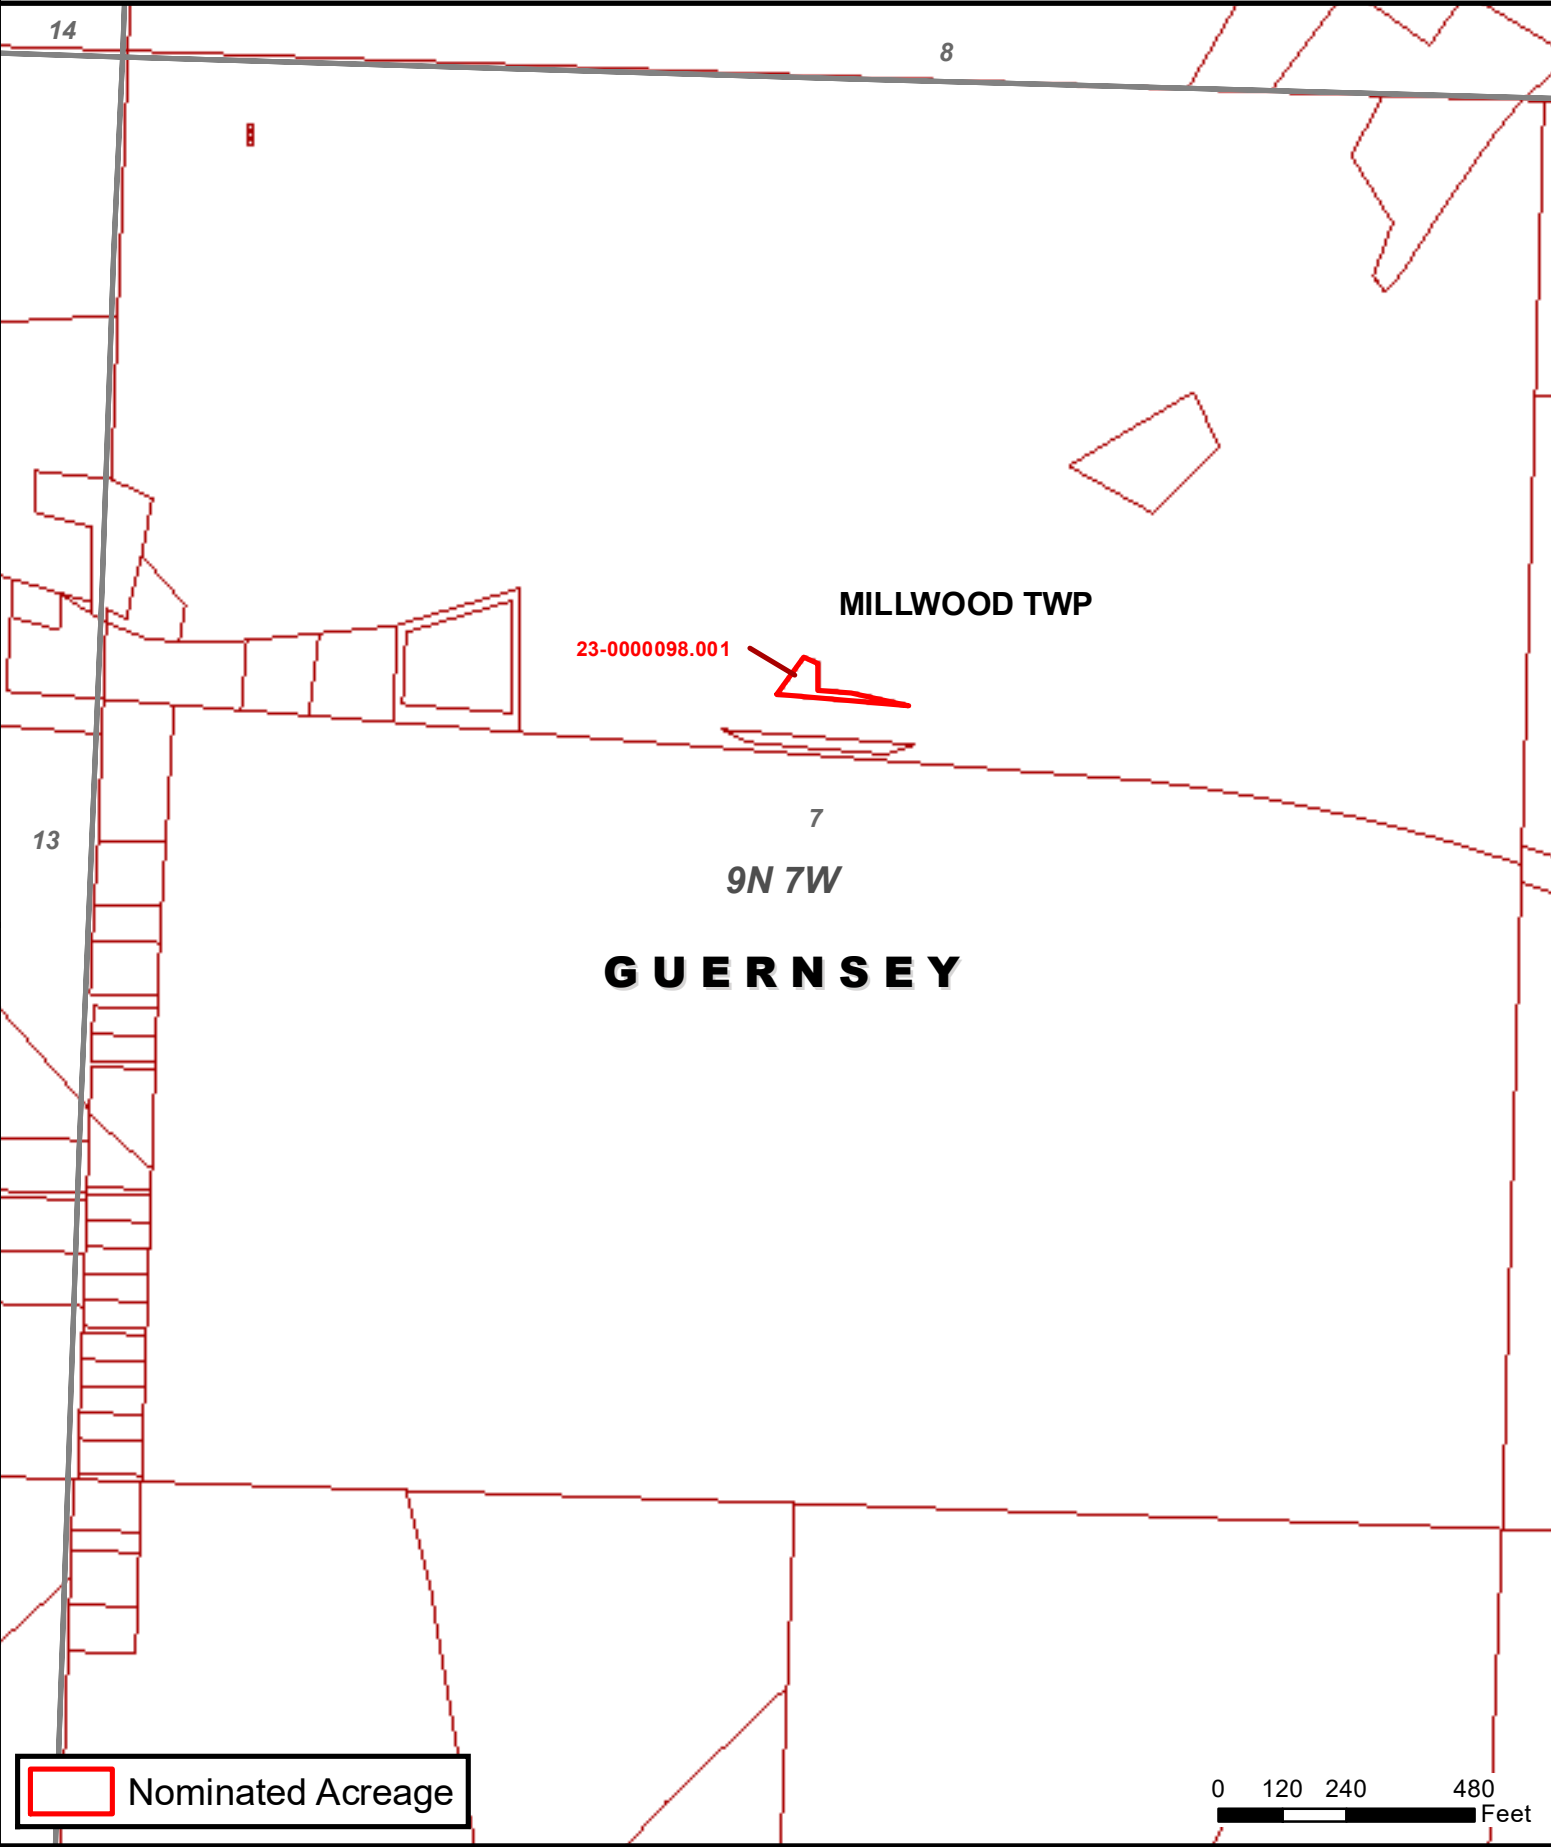 14
8
MILLWOOD TWP
23-0000098.001
7
13
9N 7W
GUERNSEY
Nominated Acreage
0 120 240 480
Feet